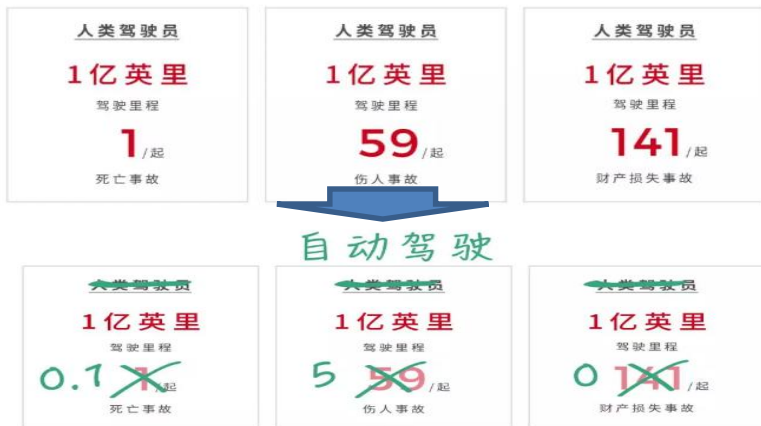 人类驾驶员
1亿英里
驾驶里程
1/起
死亡事故
人类驾驶员
1亿英里
驾驶里程
59/起
伤人事故
人类驾驶员
1亿英里
驾驶里程
141/起
财产损失事故
自动驾驶
人类驾驶员
1亿英里
驾驶里程
0.1 1/起
死亡事故
人类驾驶员
1亿英里
驾驶里程
5 59/起
伤人事故
人类驾驶员
1亿英里
驾驶里程
0 141/起
财产损失事故